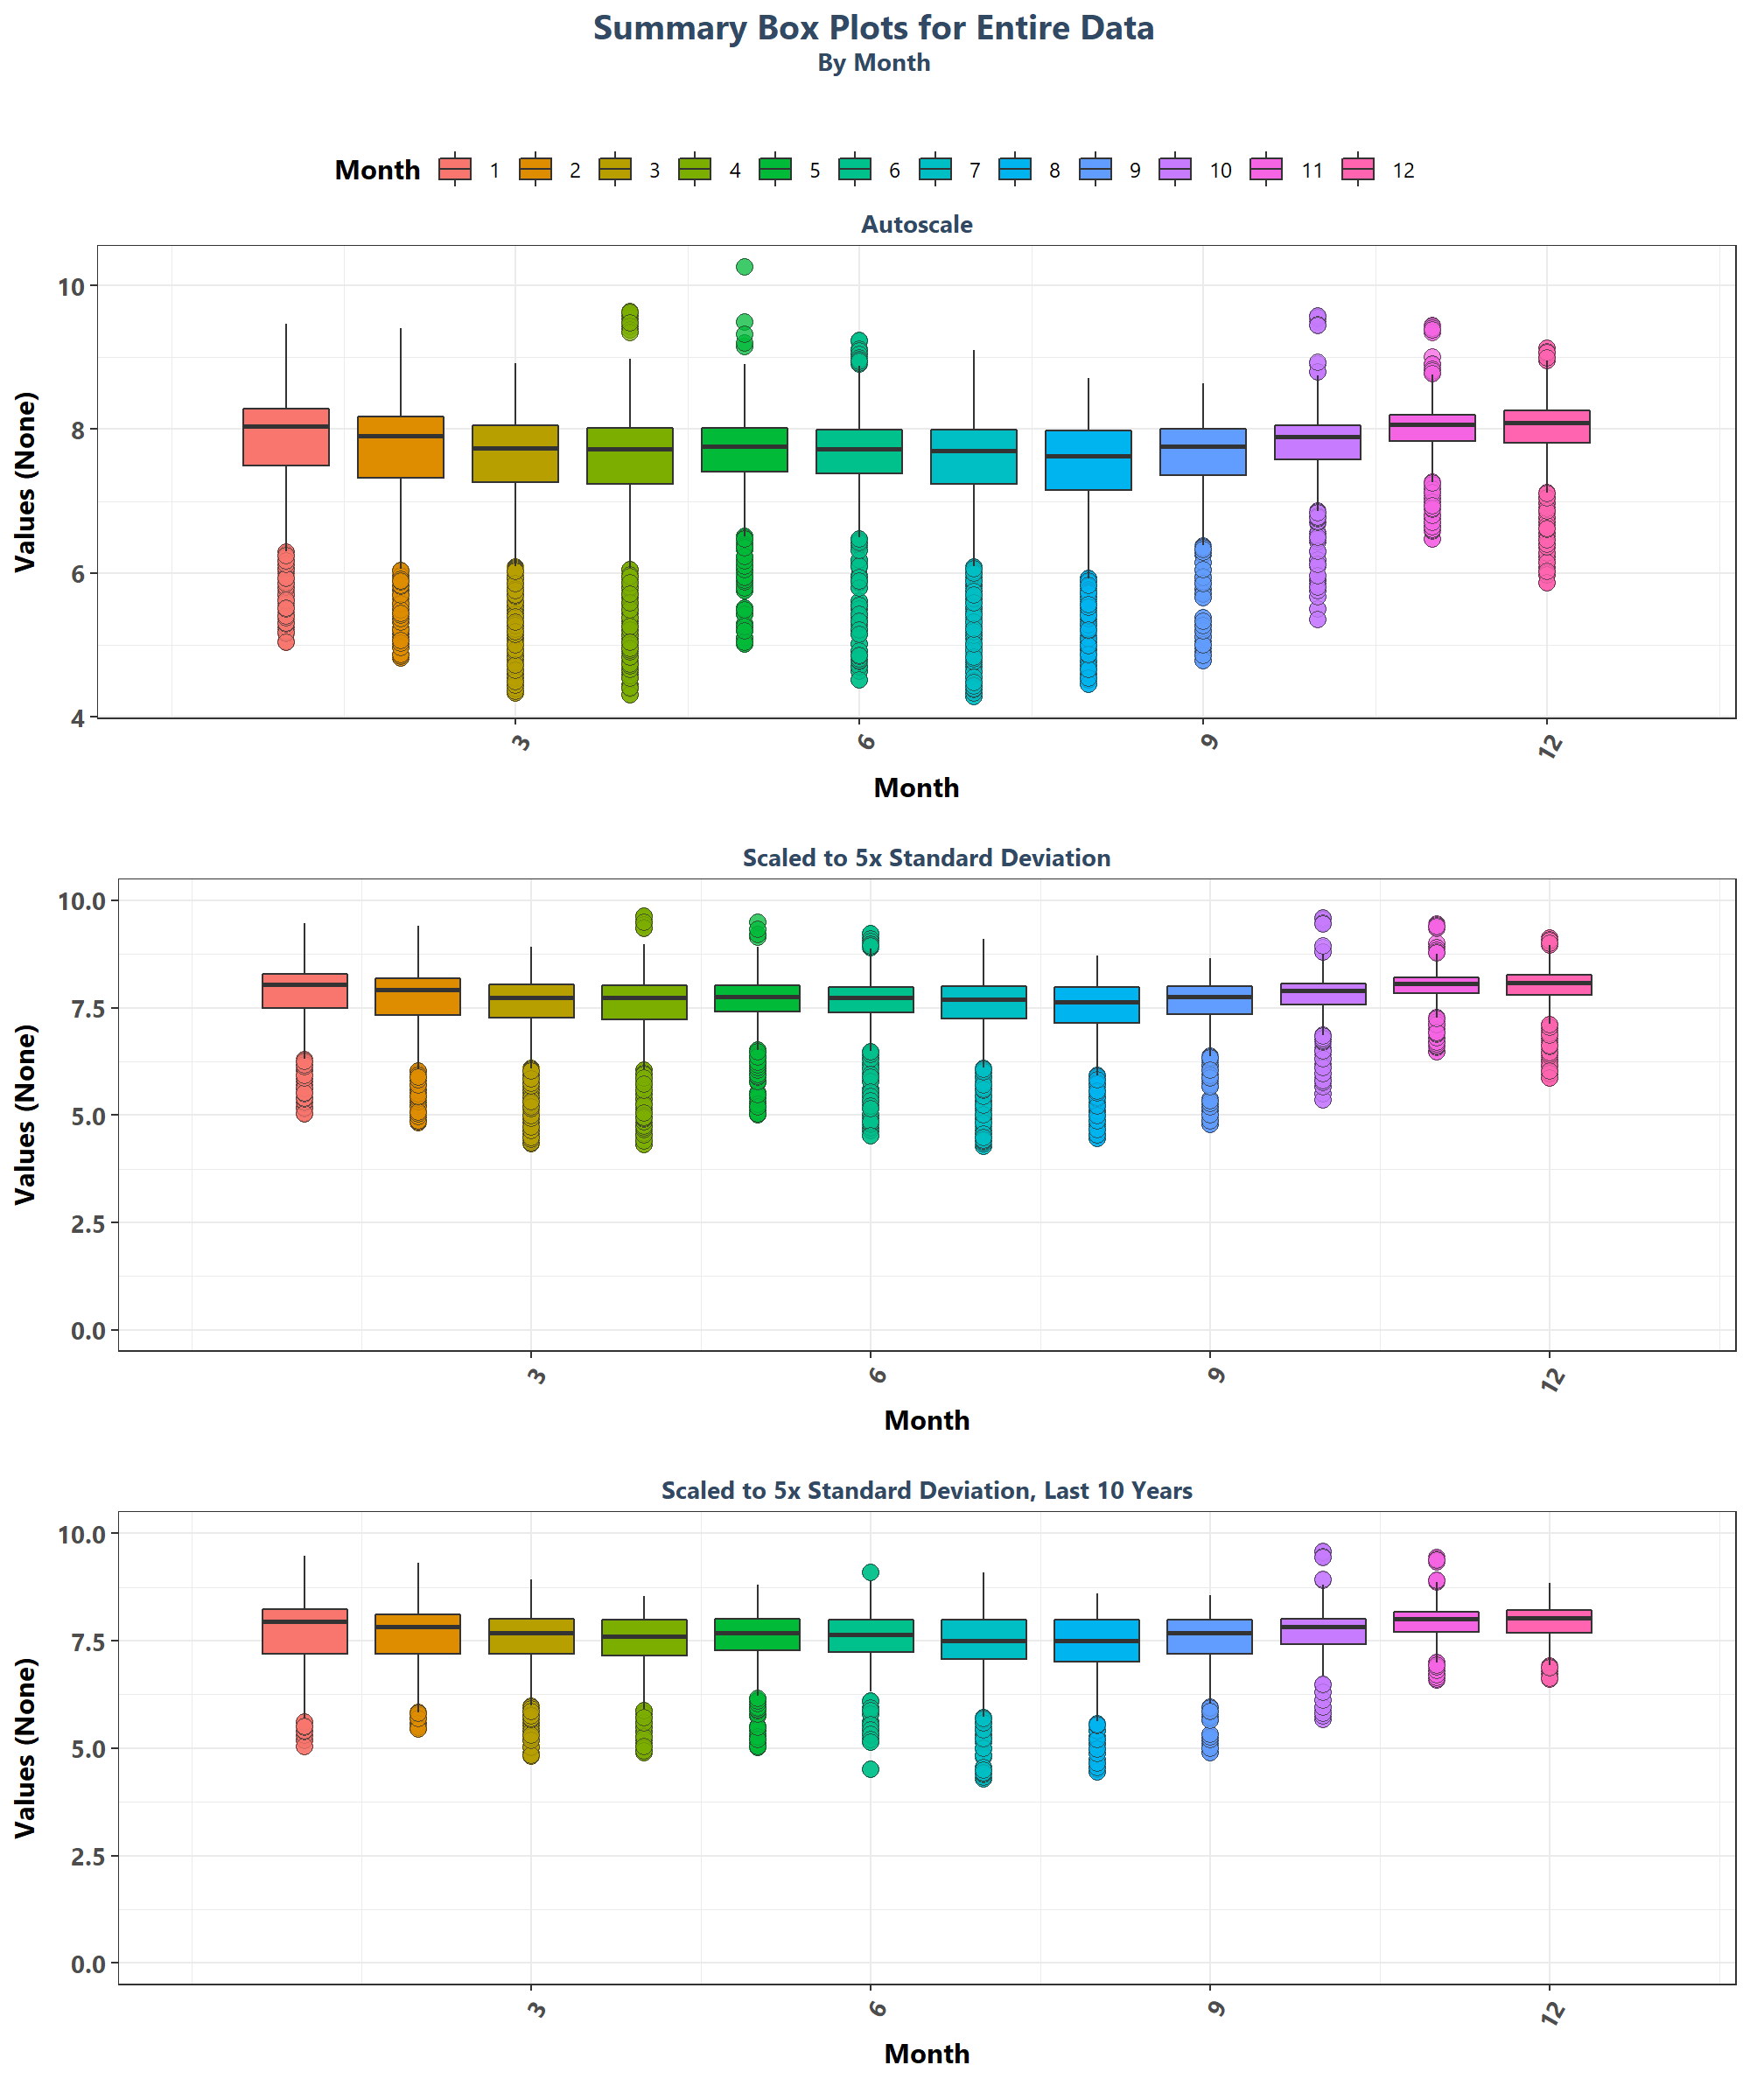 Summary Box Plots for Entire Data
By Month
Month 1 2 3 4 5 6 7 8 9 10 11 12
Autoscale
Values (None)
10
8
6
4
3 6 9 12
Month
Scaled to 5x Standard Deviation
Values (None)
10.0
7.5
5.0
2.5
0.0
3 6 9 12
Month
Scaled to 5x Standard Deviation, Last 10 Years
Values (None)
10.0
7.5
5.0
2.5
0.0
3 6 9 12
Month